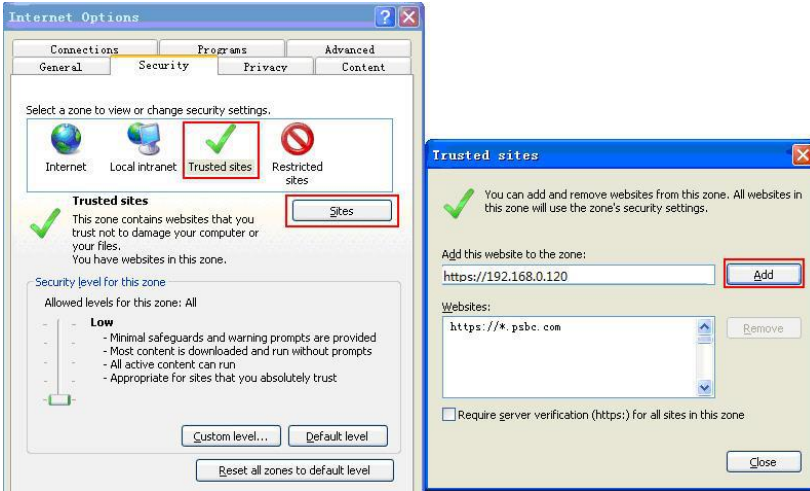 Internet Options
Connections Programs Advanced
General Security Privacy Content
Select a zone to view or change security settings.
Internet Local intranet Trusted sites Restricted
sites
Trusted sites
Sites
This zone contains websites that you
trust not to damage your computer or
your files.
You have websites in this zone.
Security level for this zone
Allowed levels for this zone: All
Low
- Minimal safeguards and warning prompts are provided
- Most content is downloaded and run without prompts
- All active content can run
- Appropriate for sites that you absolutely trust
Custom level... Default level
Reset all zones to default level
Trusted sites
You can add and remove websites from this zone. All websites in
this zone will use the zone's security settings.
Add this website to the zone:
https://192.168.0.120 Add
Websites:
https://*.psbc.com Remove
Require server verification (https:) for all sites in this zone
Close